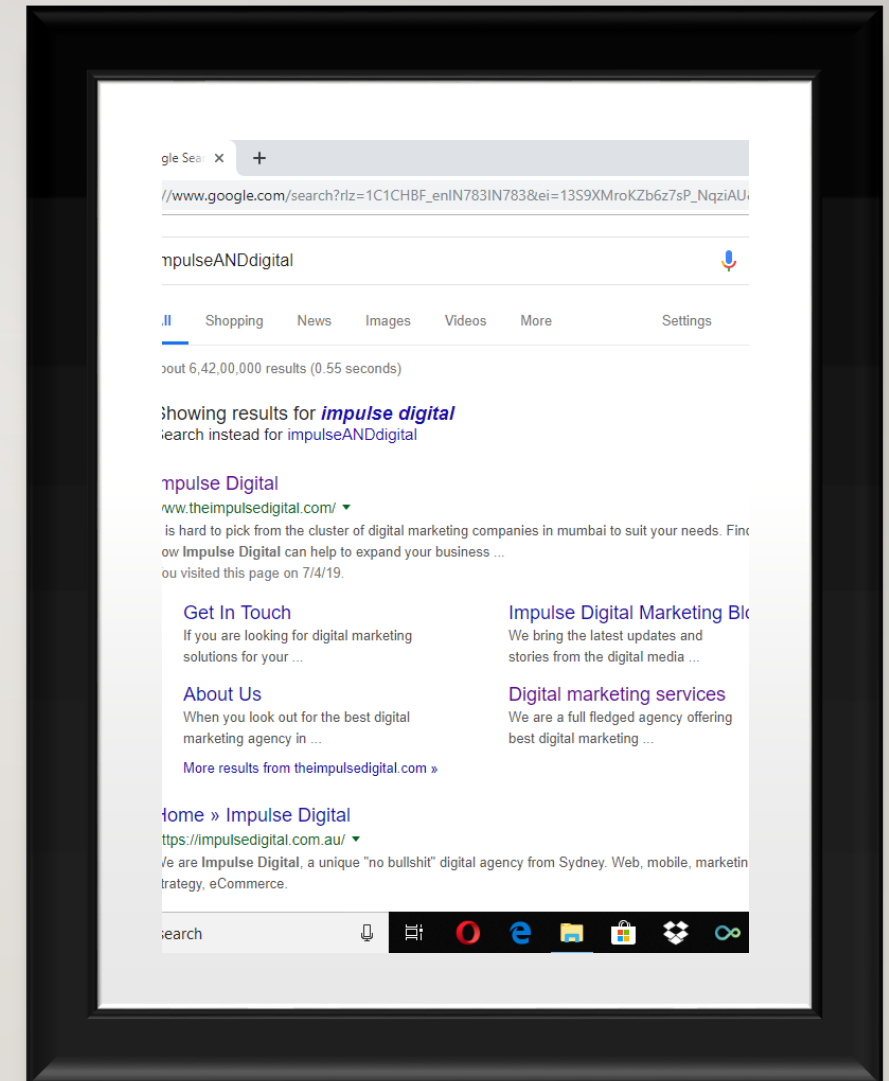 gle Sea
//www.google.com/search?rlz=1C1CHBF_enIN783IN783&ei=13S9XMroKZb6z7sP_NqziAU
mpulseANDdigital
ll Shopping News Images Videos More Settings
bout 6,42,00,000 results (0.55 seconds)
Showing results for impulse digital
Search instead for impulseANDdigital
mpulse Digital
www.theimpulsedigital.com/
is hard to pick from the cluster of digital marketing companies in mumbai to suit your needs. Find
ow Impulse Digital can help to expand your business ...
ou visited this page on 7/4/19.
Get In Touch
If you are looking for digital marketing
solutions for your ...
Impulse Digital Marketing Blo
We bring the latest updates and
stories from the digital media ...
About Us
When you look out for the best digital
marketing agency in ...
Digital marketing services
We are a full fledged agency offering
best digital marketing ...
More results from theimpulsedigital.com »
Home » Impulse Digital
ttps://impulsedigital.com.au/
We are Impulse Digital, a unique "no bullshit" digital agency from Sydney. Web, mobile, marketin
trategy, eCommerce.
search